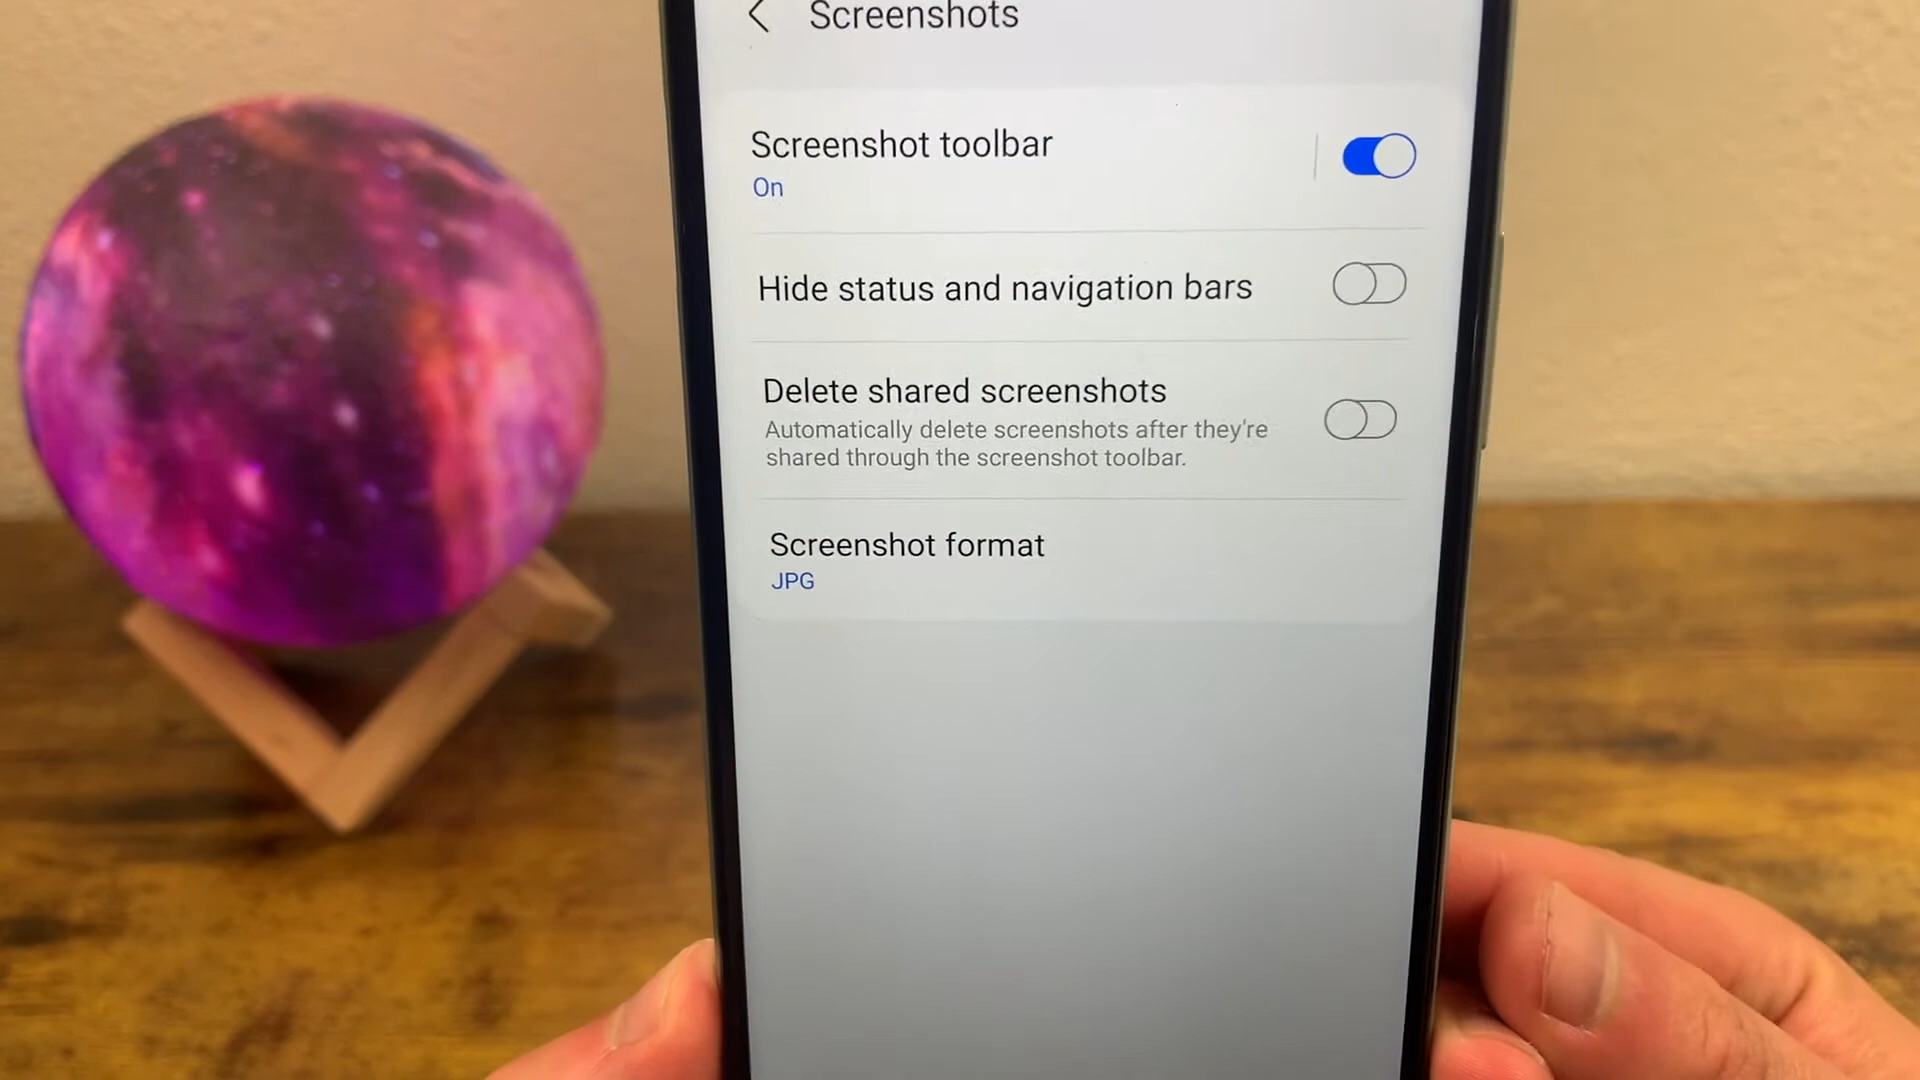 Screenshots
Screenshot toolbar
On
Hide status and navigation bars
Delete shared screenshots
Automatically delete screenshots after they're
shared through the screenshot toolbar.
Screenshot format
JPG